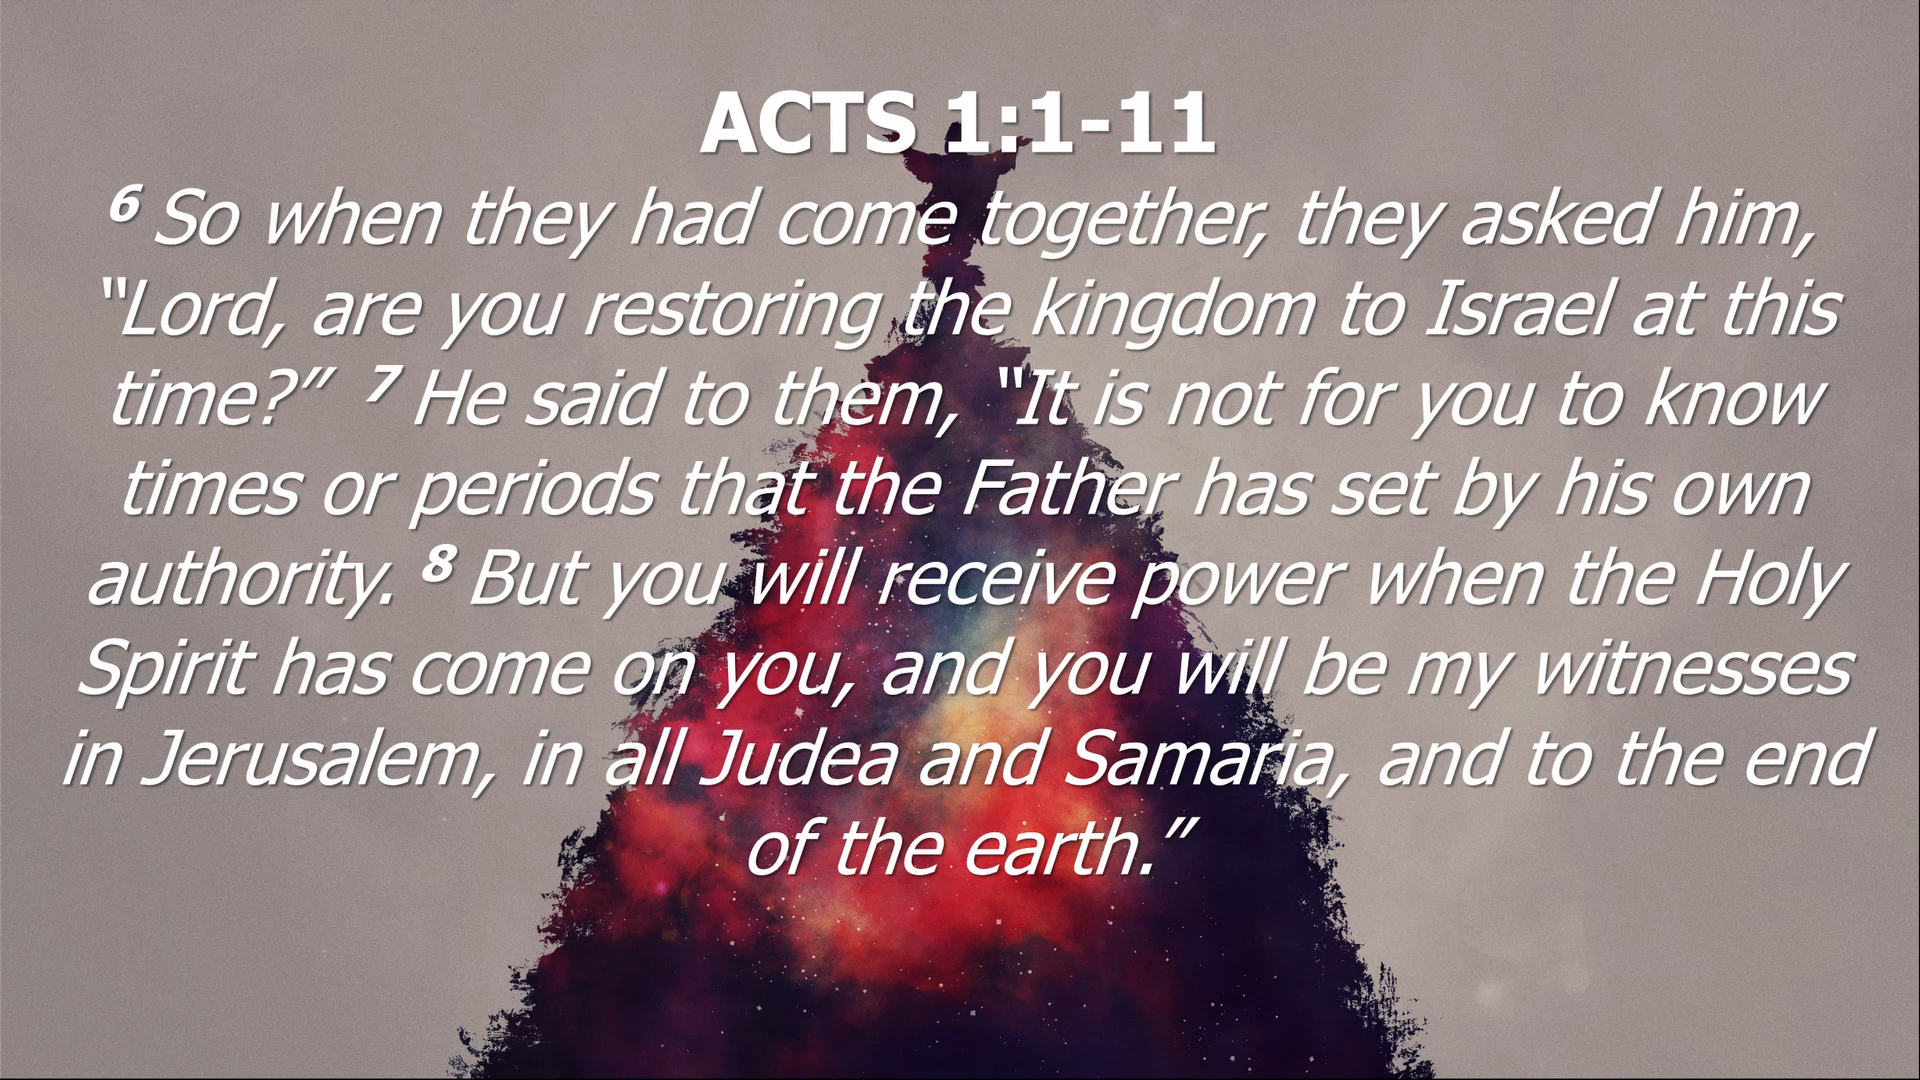 ACTS 1:1-11
6 So when they had come together, they asked him,
“Lord, are you restoring the kingdom to Israel at this
time?” 7 He said to them, “It is not for you to know
times or periods that the Father has set by his own
authority. 8 But you will receive power when the Holy
Spirit has come on you, and you will be my witnesses
in Jerusalem, in all Judea and Samaria, and to the end
of the earth.”